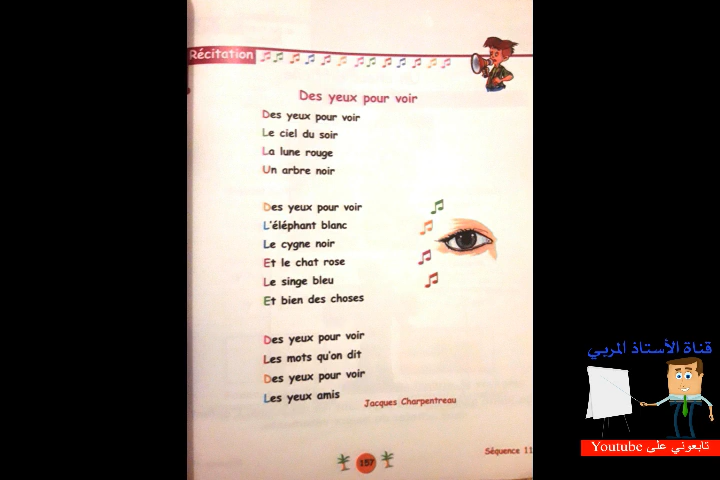 Récitation
Des yeux pour voir
Des yeux pour voir
Le ciel du soir
La lune rouge
Un arbre noir
Des yeux pour voir
L'éléphant blanc
Le cygne noir
Et le chat rose
Le singe bleu
Et bien des choses
Des yeux pour voir
Les mots qu'on dit
Des yeux pour voir
Les yeux amis
Jacques Charpentreau
157
Séquence 11
قناة الأستاذ المربي
تابعوني على Youtube